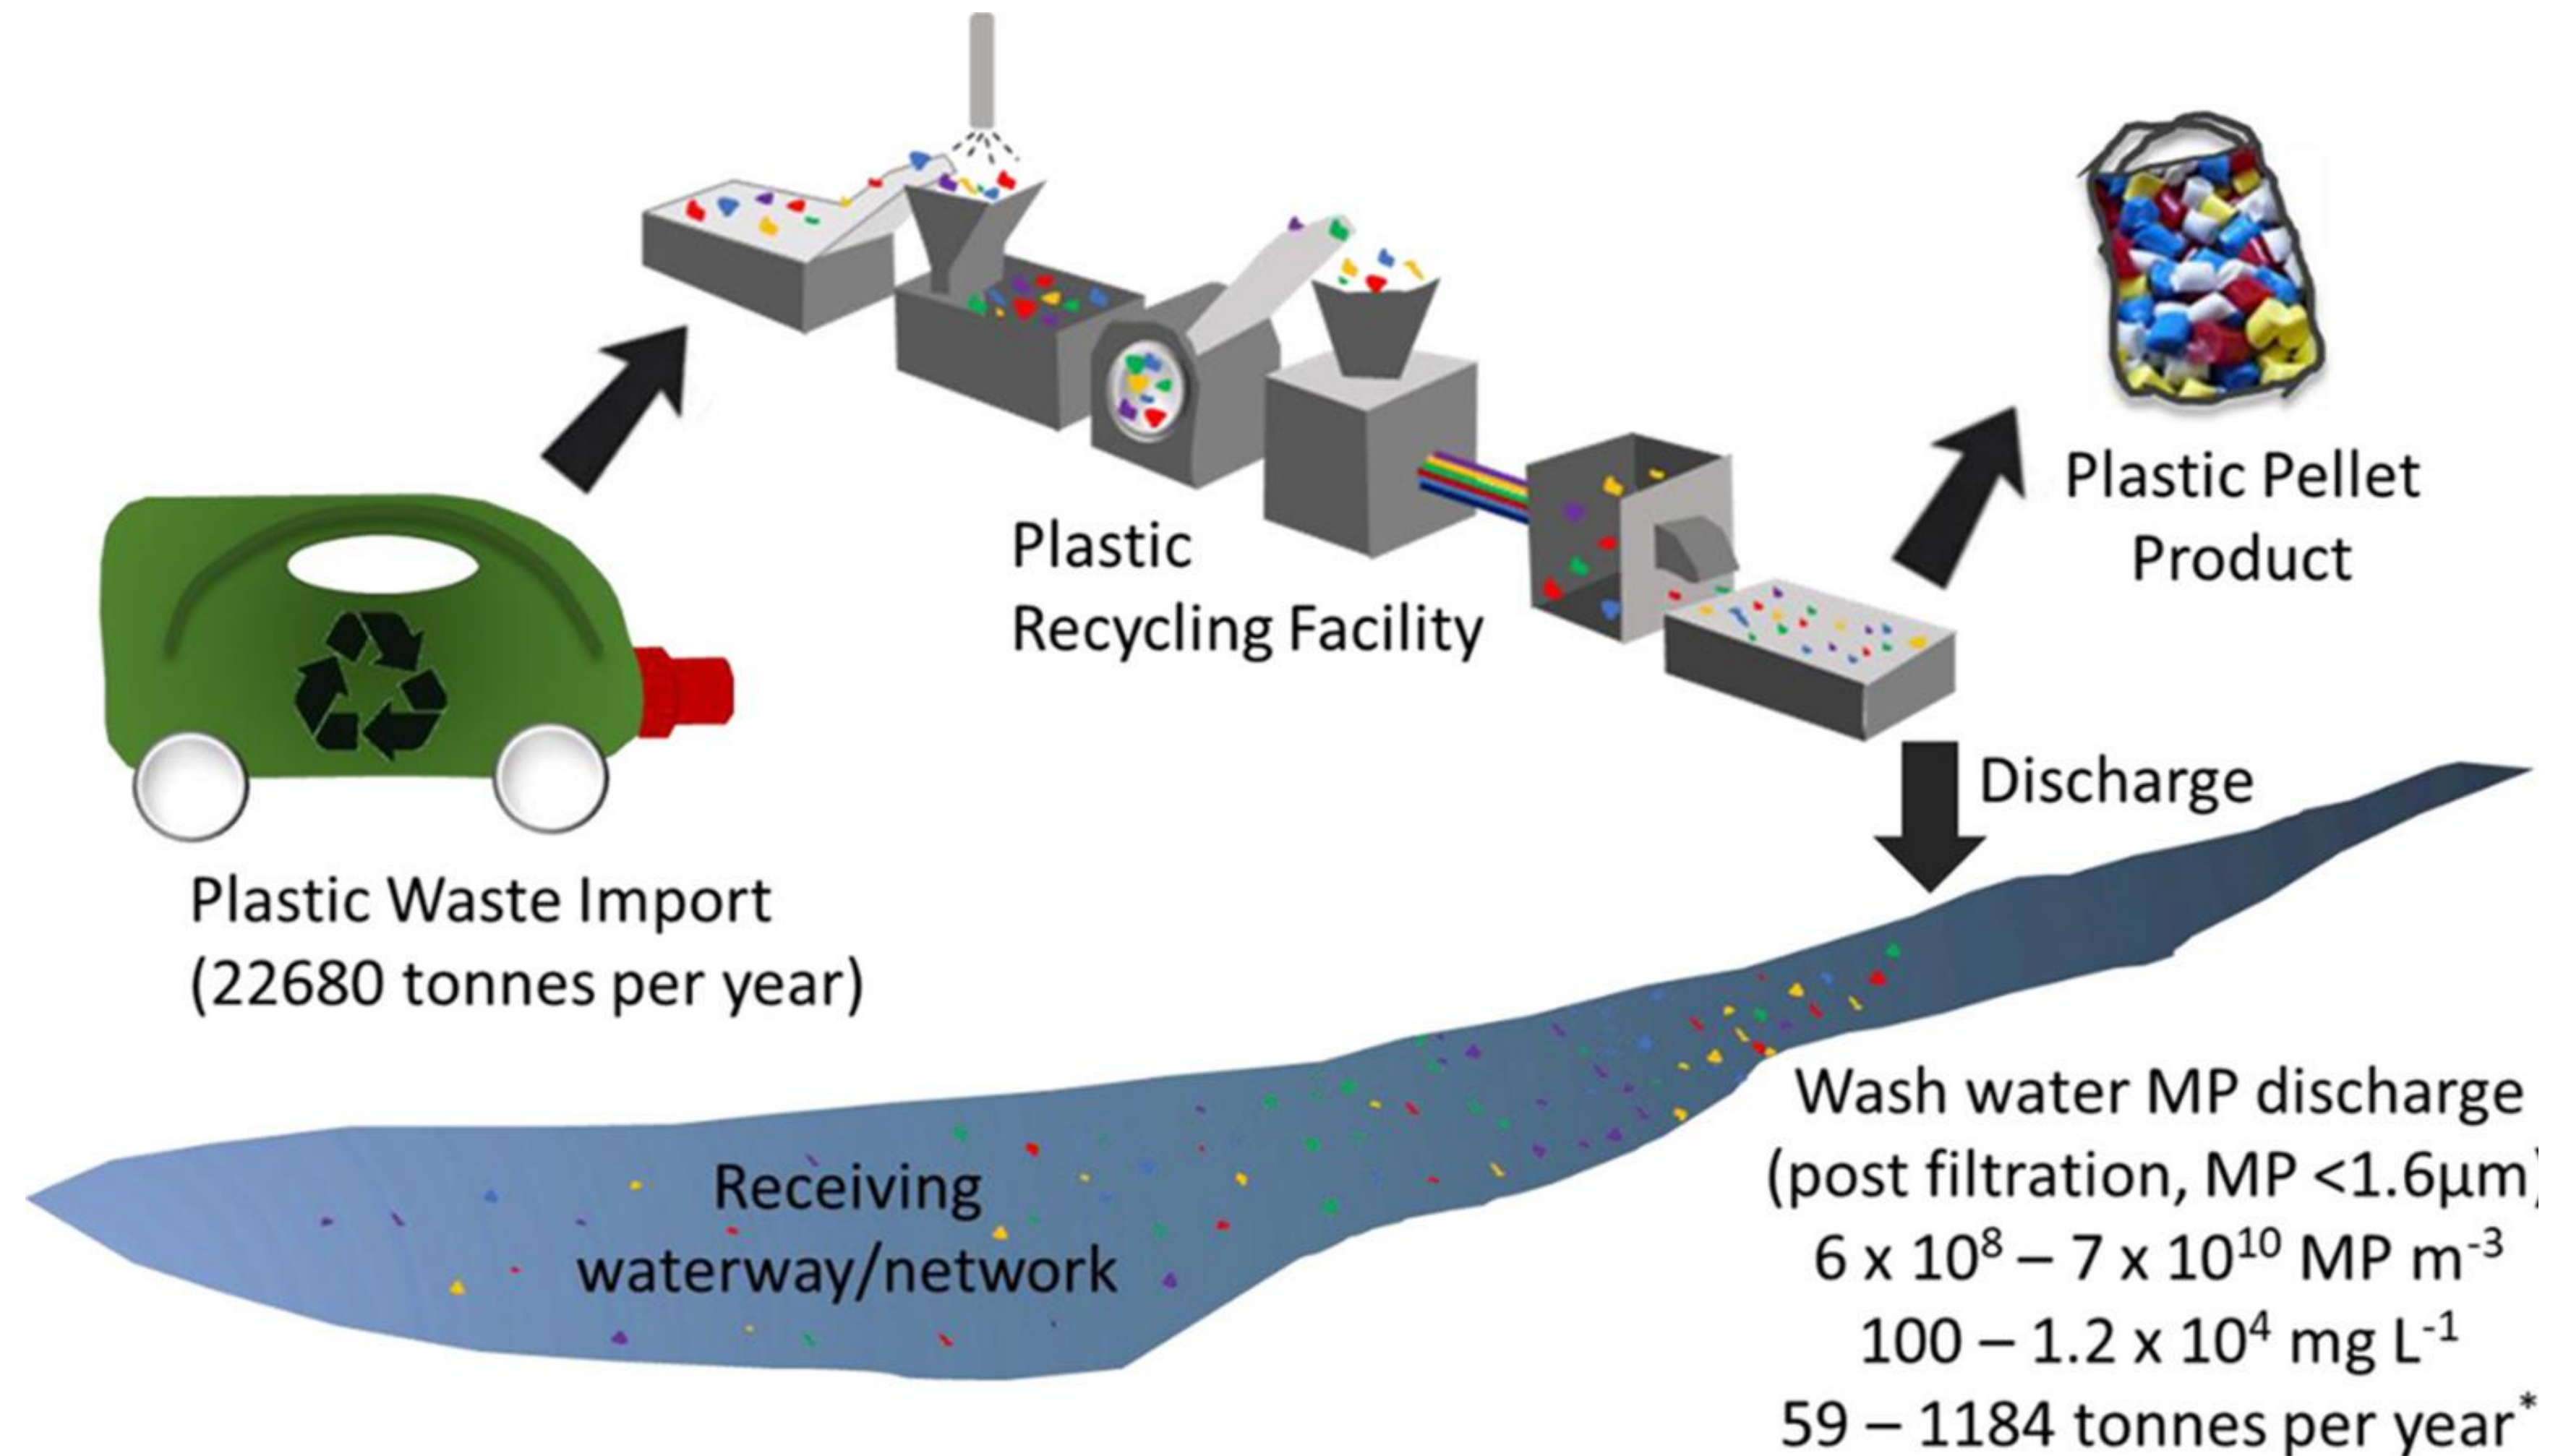 Plastic Pellet
Product
Plastic
Recycling Facility
Discharge
Plastic Waste Import
(22680 tonnes per year)
Receiving
waterway/network
Wash water MP discharge
(post filtration, MP <1.6µm)
6 x 10⁸ – 7 x 10¹⁰ MP m⁻³
100 – 1.2 x 10⁴ mg L⁻¹
59 – 1184 tonnes per year*